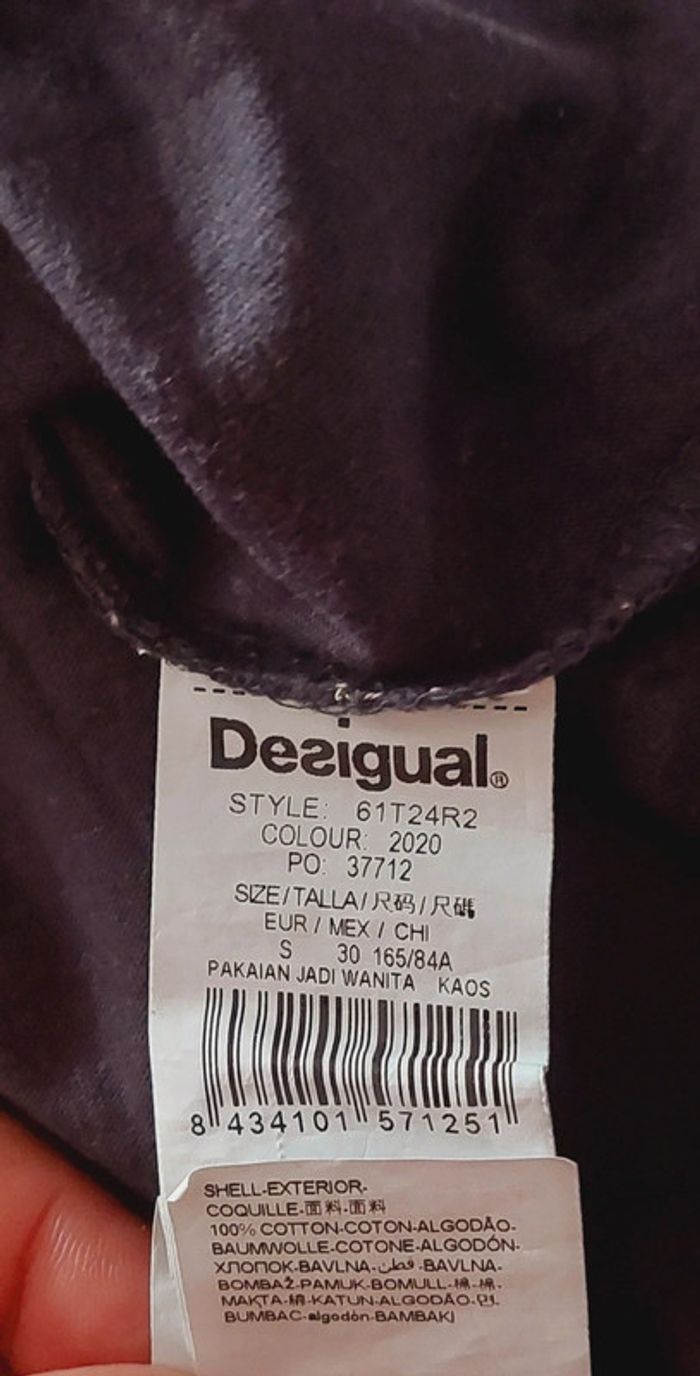 Desigual®
STYLE: 61T24R2
COLOUR: 2020
PO: 37712
SIZE/TALLA/尺码/尺碼
EUR / MEX / CHI
S 30 165/84A
PAKAIAN JADI WANITA KAOS
8 434101 571251
SHELL-EXTERIOR-
COQUILLE-面料-面料
100% COTTON-COTON-ALGODÃO-
BAUMWOLLE-COTONE-ALGODÓN-
ХЛОПОК-BAVLNA-قطن-BAVLNA-
BOMBAŽ-PAMUK-BOMULL-棉-棉-
МАКТА-綿-KATUN-ALGODÃO-면-
BUMBAC-algodón-BAMBAKI